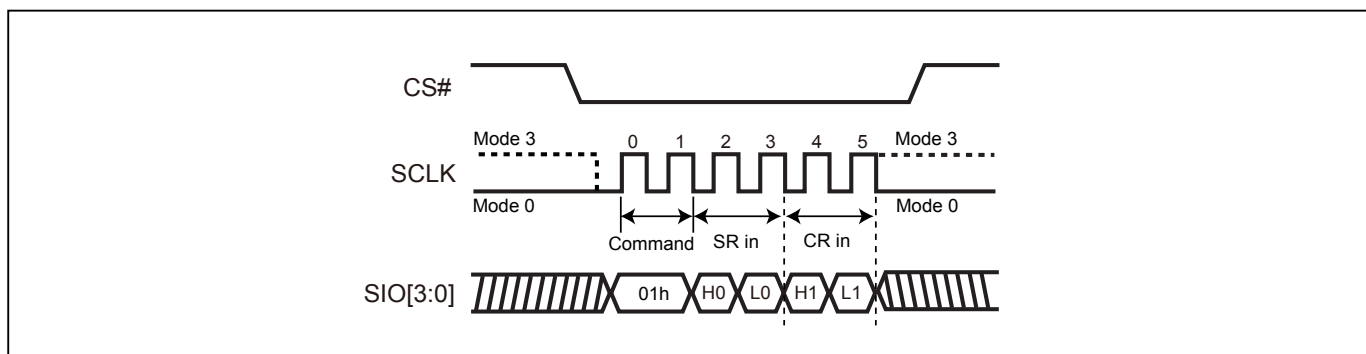 CS#
Mode 3
0 1 2 3 4 5
Mode 3
SCLK
Mode 0
Mode 0
Command
SR in
CR in
SIO[3:0]
01h
H0
L0
H1
L1